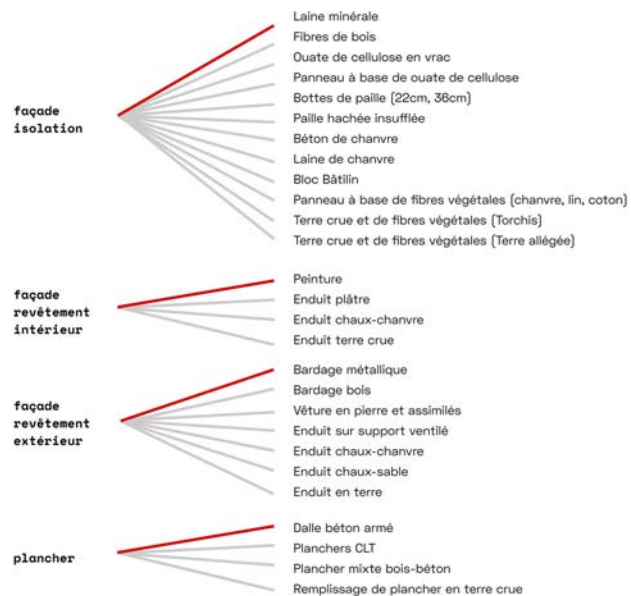 façade
isolation
Laine minérale
Fibres de bois
Ouate de cellulose en vrac
Panneau à base de ouate de cellulose
Bottes de paille (22cm, 36cm)
Paille hachée insufflée
Béton de chanvre
Laine de chanvre
Bloc Bâtilin
Panneau à base de fibres végétales (chanvre, lin, coton)
Terre crue et de fibres végétales (Torchis)
Terre crue et de fibres végétales (Terre allégée)
façade
revêtement
intérieur
Peinture
Enduit plâtre
Enduit chaux-chanvre
Enduit terre crue
façade
revêtement
extérieur
Bardage métallique
Bardage bois
Vêture en pierre et assimilés
Enduit sur support ventilé
Enduit chaux-chanvre
Enduit chaux-sable
Enduit en terre
plancher
Dalle béton armé
Planchers CLT
Plancher mixte bois-béton
Remplissage de plancher en terre crue